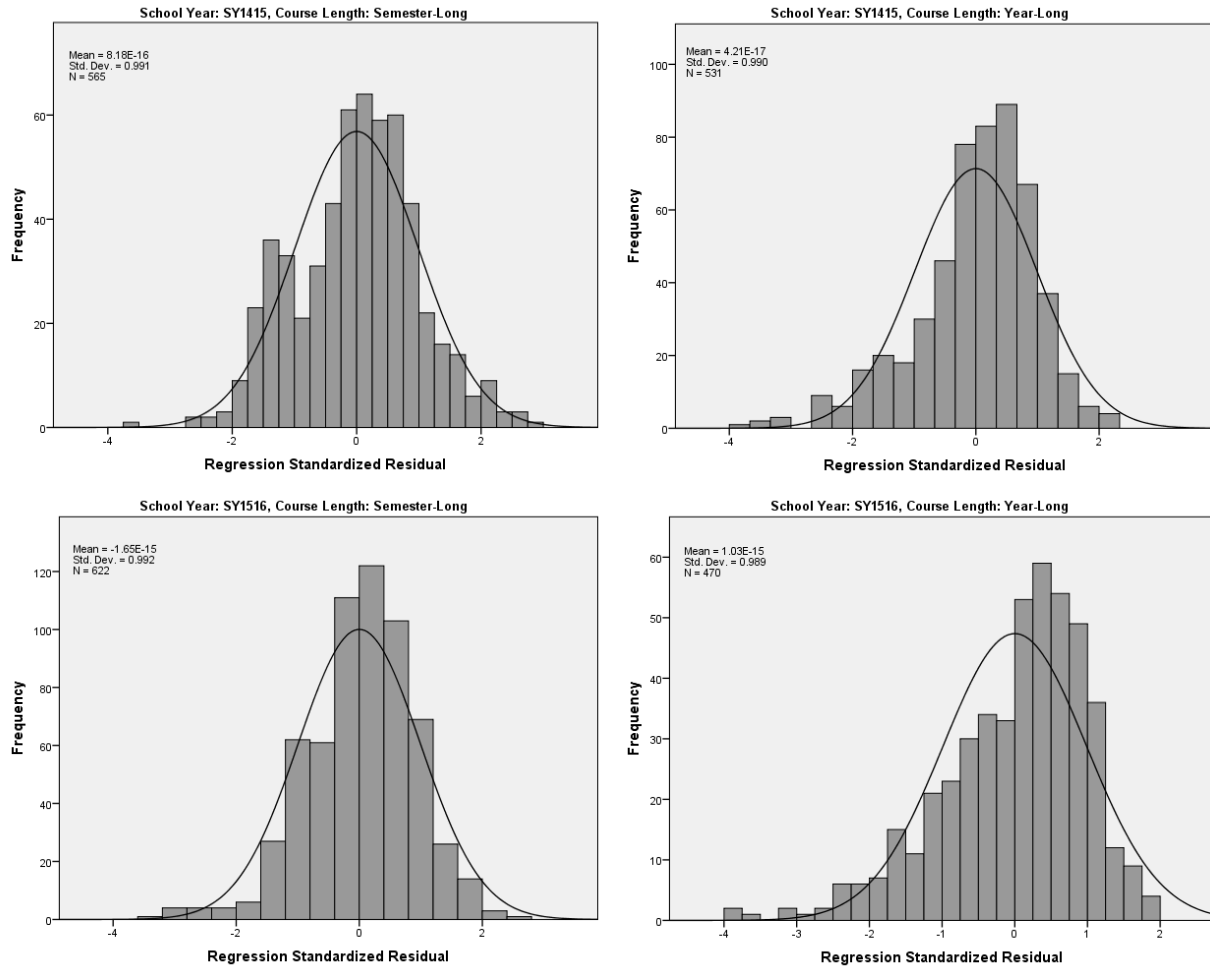 School Year: SY1415, Course Length: Semester-Long
Mean = 8.18E-16
Std. Dev. = 0.991
N = 565
60
40
20
0
Frequency
-4
-2
0
2
Regression Standardized Residual
School Year: SY1415, Course Length: Year-Long
Mean = 4.21E-17
Std. Dev. = 0.990
N = 531
100
80
60
40
20
0
Frequency
-4
-2
0
2
Regression Standardized Residual
School Year: SY1516, Course Length: Semester-Long
Mean = -1.65E-15
Std. Dev. = 0.992
N = 622
120
100
80
60
40
20
0
Frequency
-4
-2
0
2
Regression Standardized Residual
School Year: SY1516, Course Length: Year-Long
Mean = 1.03E-15
Std. Dev. = 0.989
N = 470
60
50
40
30
20
10
0
Frequency
-4
-3
-2
-1
0
1
2
Regression Standardized Residual